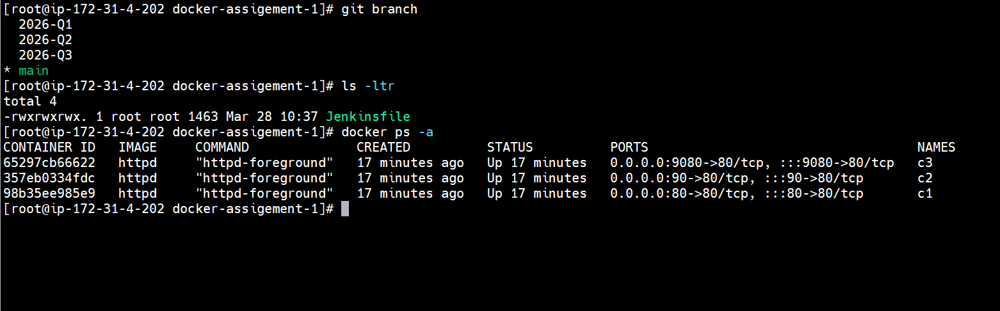 [root@ip-172-31-4-202 docker-assigement-1]# git branch
  2026-Q1
  2026-Q2
  2026-Q3
* main
[root@ip-172-31-4-202 docker-assigement-1]# ls -ltr
total 4
-rwxrwxrwx. 1 root root 1463 Mar 28 10:37 Jenkinsfile
[root@ip-172-31-4-202 docker-assigement-1]# docker ps -a
CONTAINER ID   IMAGE     COMMAND              CREATED          STATUS          PORTS                                   NAMES
65297cb66622   httpd     "httpd-foreground"   17 minutes ago   Up 17 minutes   0.0.0.0:9080->80/tcp, :::9080->80/tcp   c3
357eb0334fdc   httpd     "httpd-foreground"   17 minutes ago   Up 17 minutes   0.0.0.0:90->80/tcp, :::90->80/tcp       c2
98b35ee985e9   httpd     "httpd-foreground"   17 minutes ago   Up 17 minutes   0.0.0.0:80->80/tcp, :::80->80/tcp       c1
[root@ip-172-31-4-202 docker-assigement-1]#